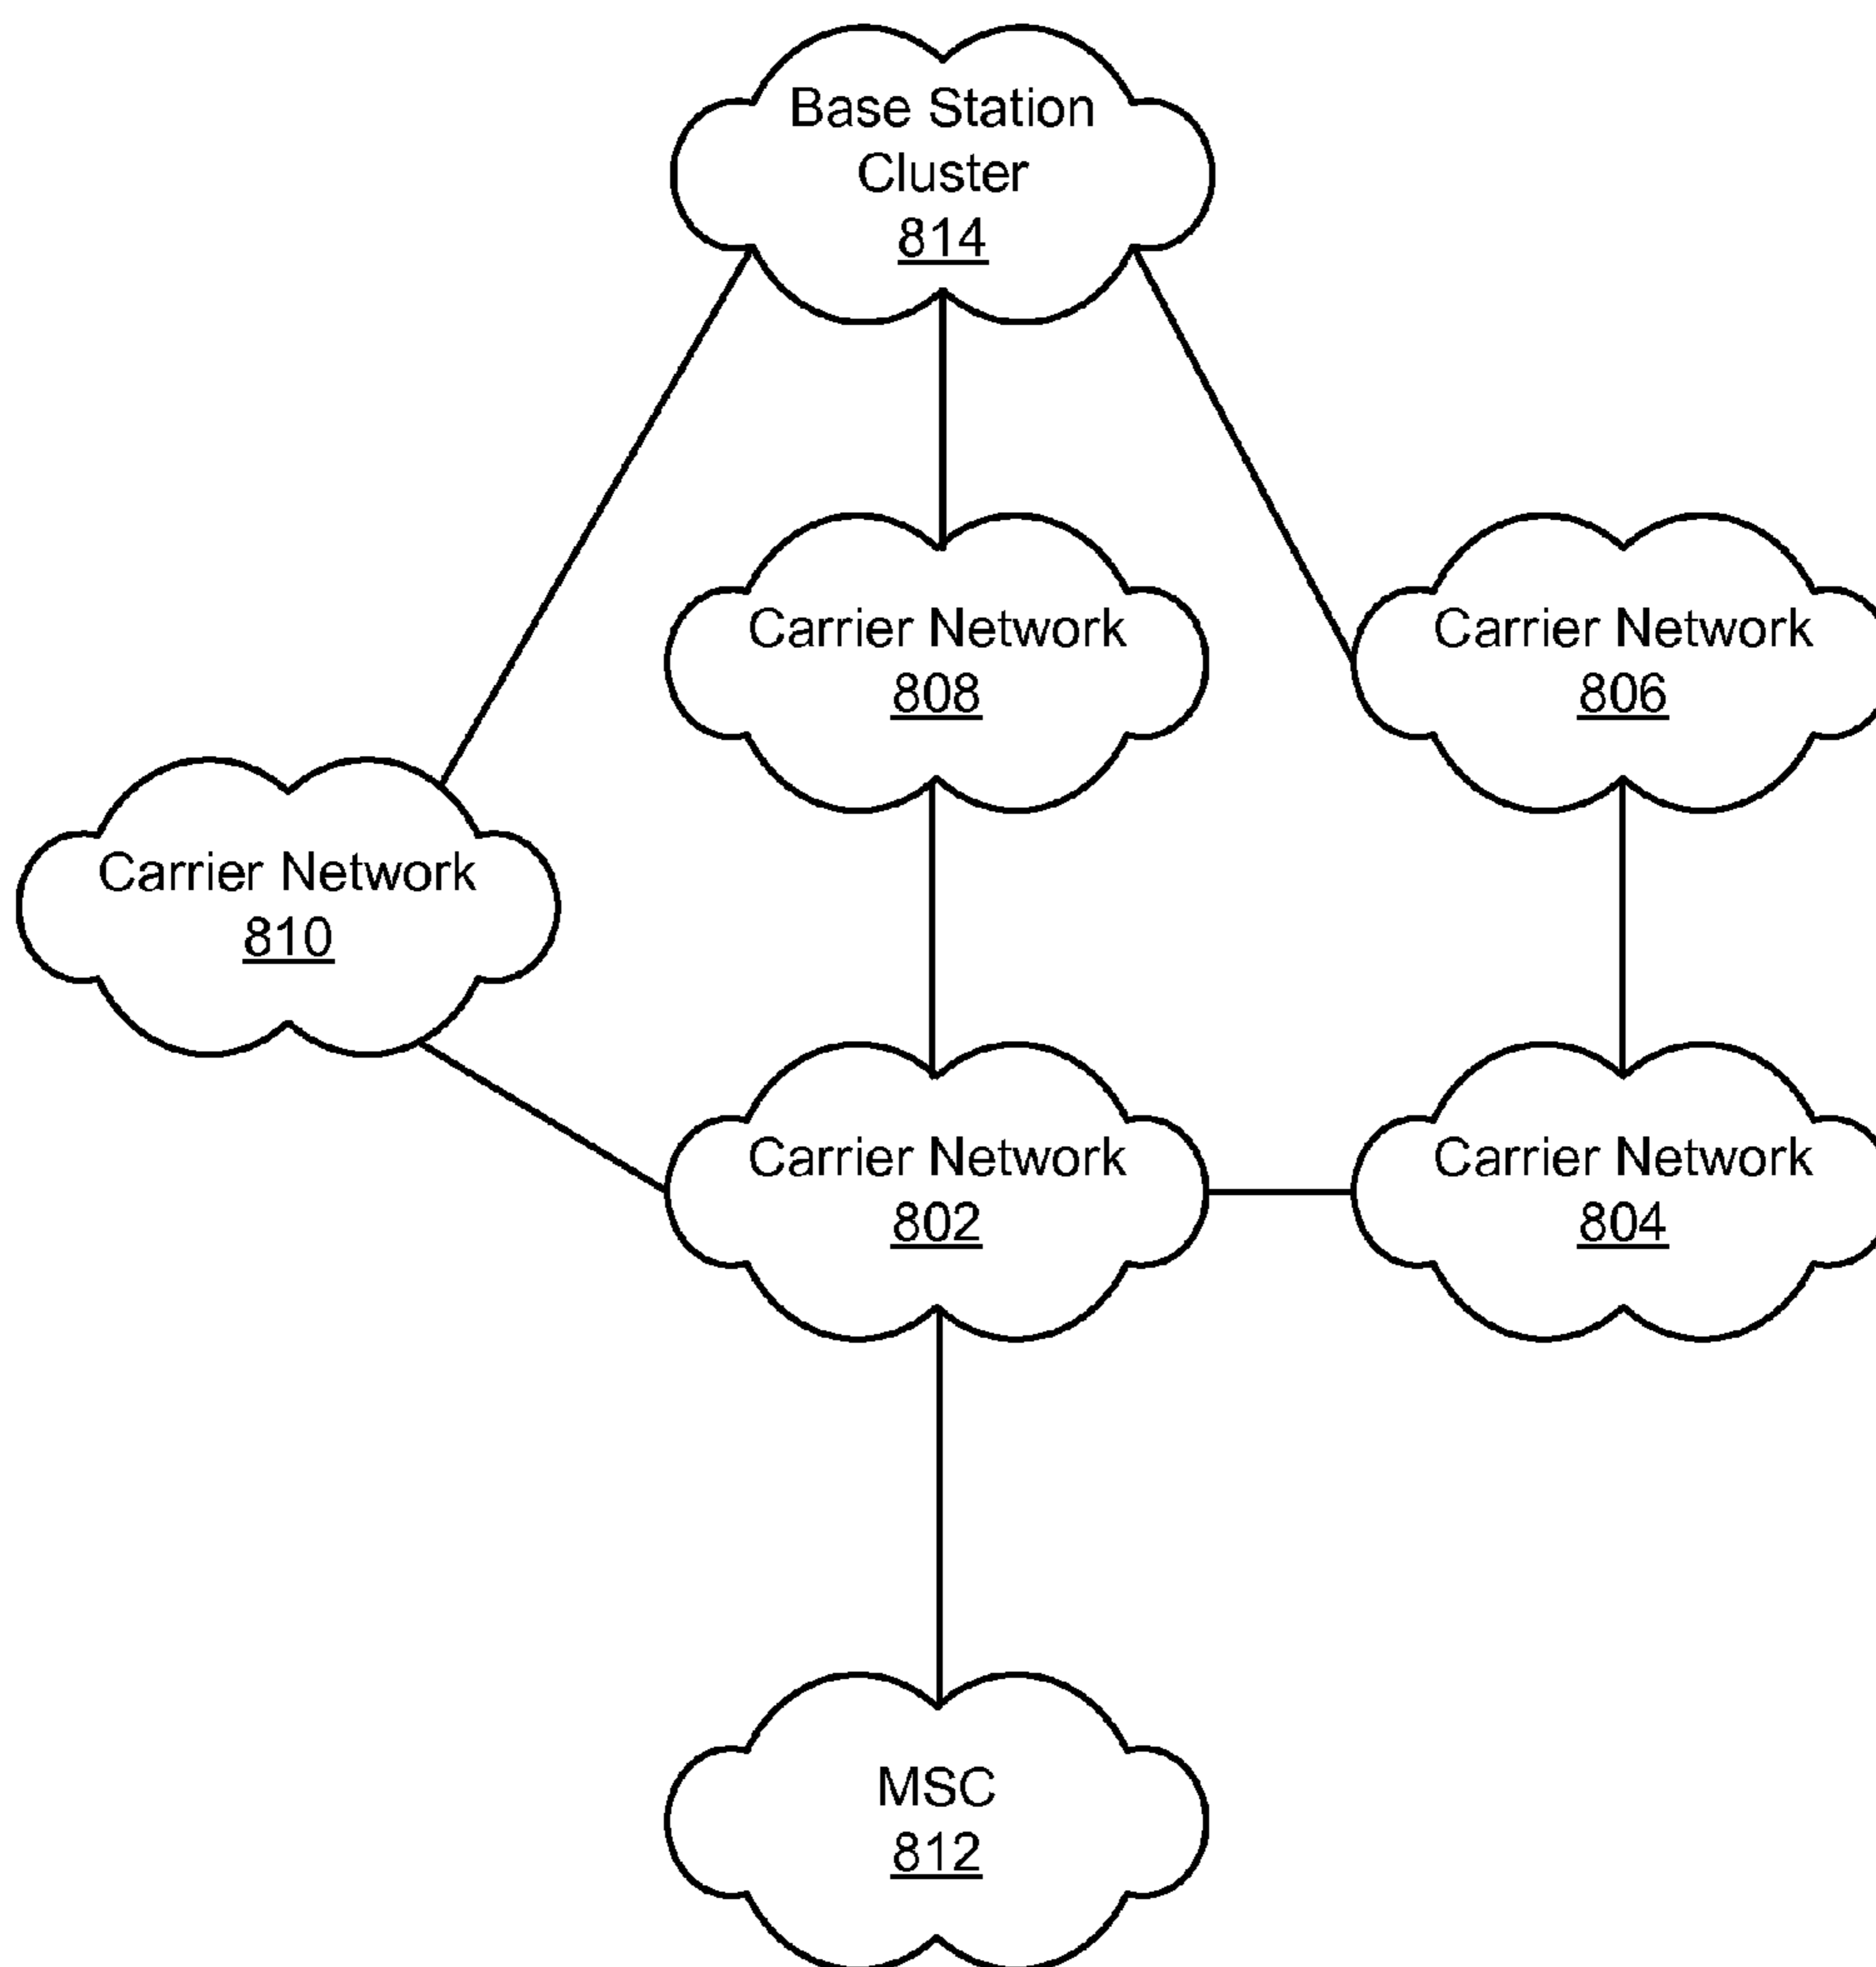 Base Station
Cluster
814
Carrier Network
808
Carrier Network
806
Carrier Network
810
Carrier Network
802
Carrier Network
804
MSC
812